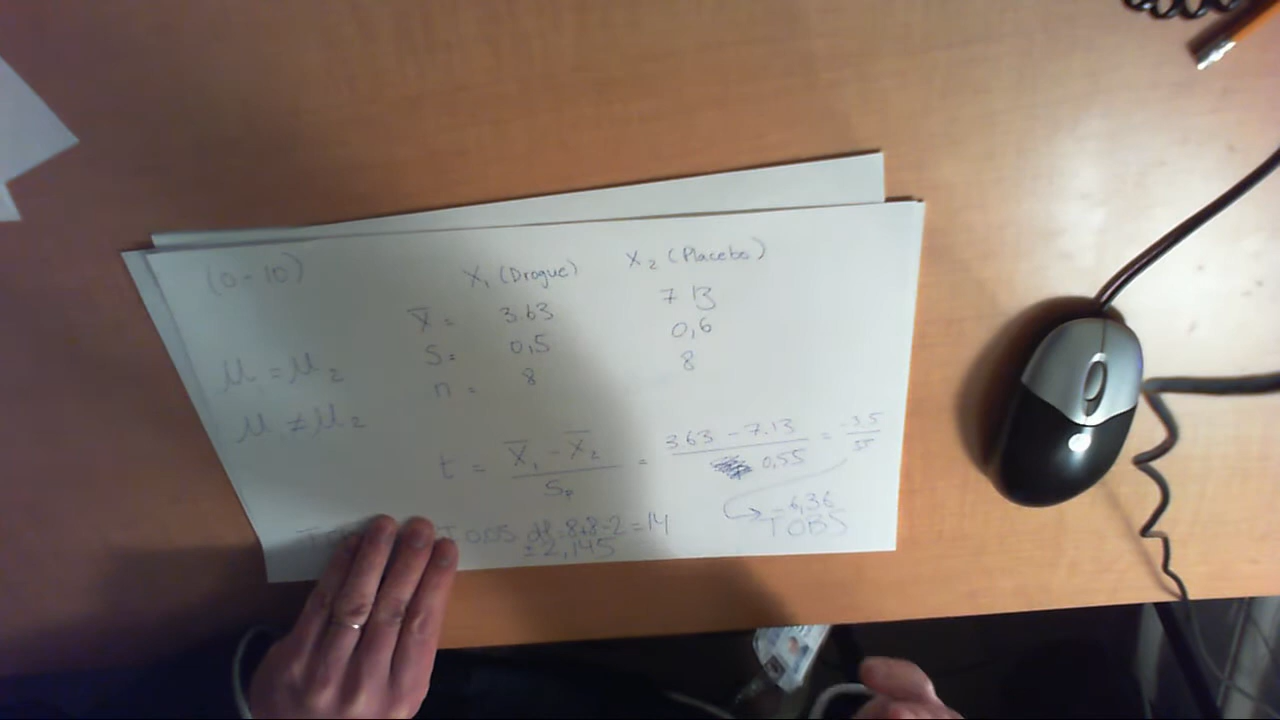 (0-10)
X₁ (Drogue) X₂ (Placebo)
X̄ = 3.63 7 13
S = 0,5 0,6
n = 8 8
μ = μ₂
μ ≠ μ₂
t = X̄₁ - X̄₂ / Sₚ = 3.63 - 7.13 / 0,55 = -3,5
-6,36
TOBS
T 0.05 df = 8+8-2 = 14
± 2,145